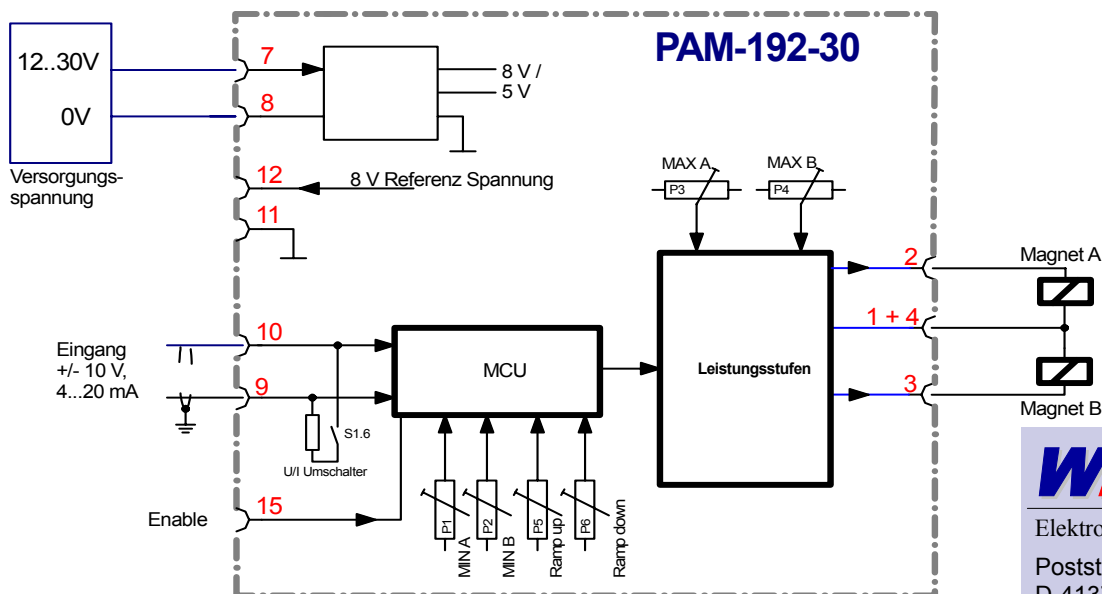 PAM-192-30
12..30V
0V
Versorgungs-
spannung
7
8
8 V /
5 V
12
8 V Referenz Spannung
11
MAX A
P3
MAX B
P4
10
Eingang
+/- 10 V,
4...20 mA
9
S1.6
U/I Umschalter
MCU
Leistungsstufen
2
Magnet A
1 + 4
3
Magnet B
Enable
15
P1
MIN A
P2
MIN B
P5
Ramp up
P6
Ramp down
Elektro
Postst